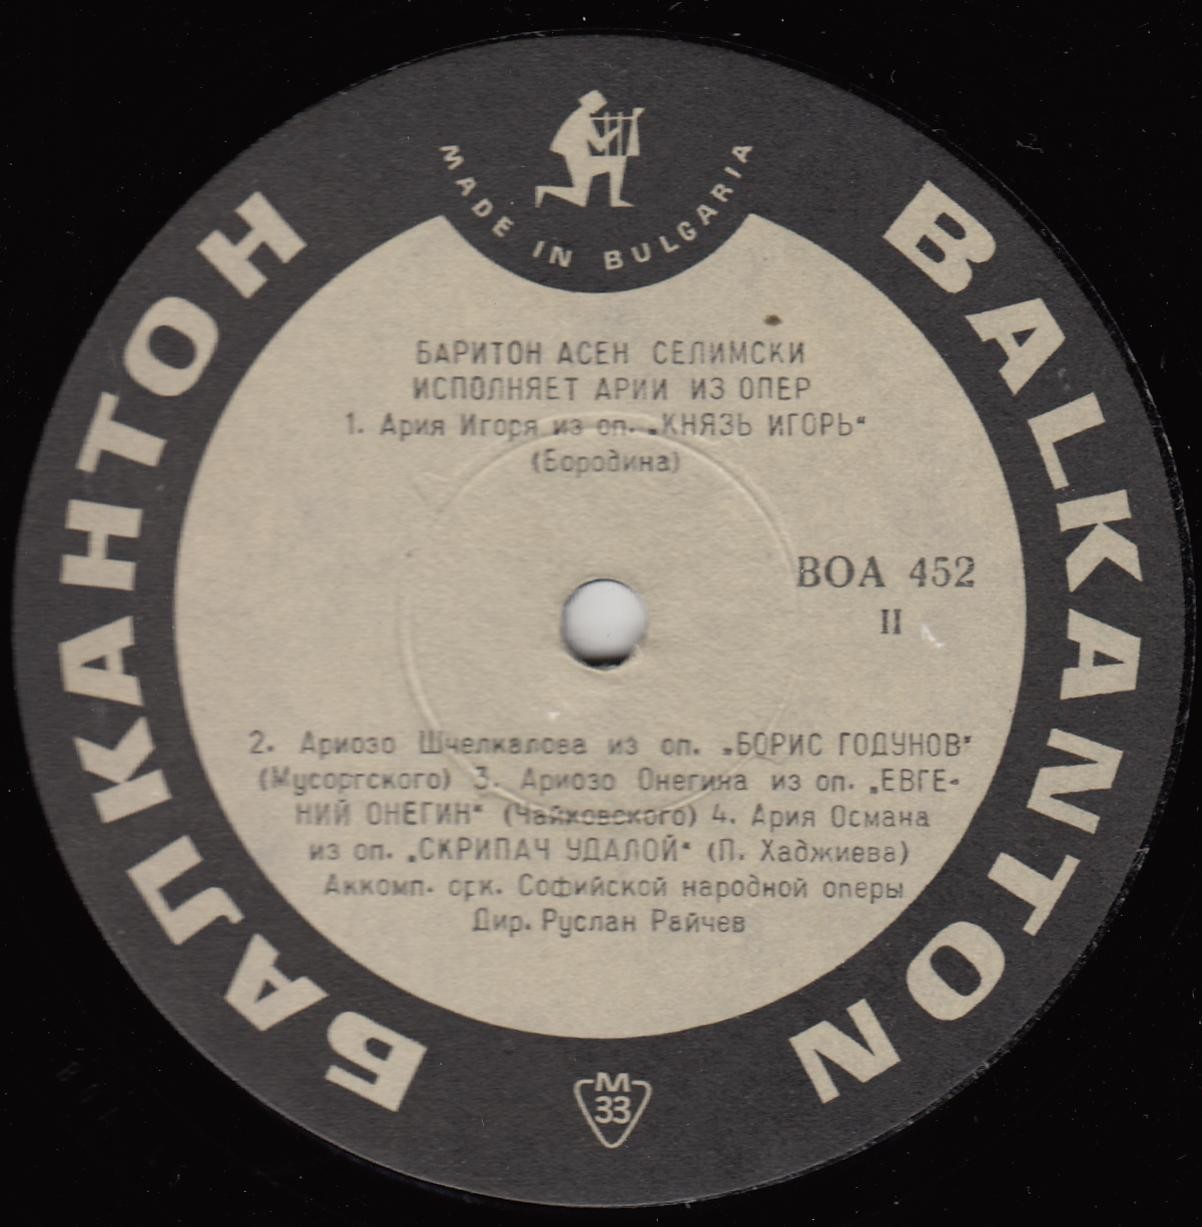 MADE IN BULGARIA
БАЛКАНТОН
BALKANTON
БАРИТОН АСЕН СЕЛИМСКИ
ИСПОЛНЯЕТ АРИИ ИЗ ОПЕР
1. Ария Игоря из оп. „КНЯЗЬ ИГОРЬ“
(Бородина)
ВОА 452
II
2. Ариозо Шчелкалова из оп. „БОРИС ГОДУНОВ“
(Мусоргского) 3. Ариозо Онегина из оп. „ЕВГЕ-
НИЙ ОНЕГИН“ (Чайковского) 4. Ария Османа
из оп. „СКРИПАЧ УДАЛОЙ“ (П. Хаджиева)
Аккомп. орк. Софийской народной оперы
Дир. Руслан Райчев
М
33